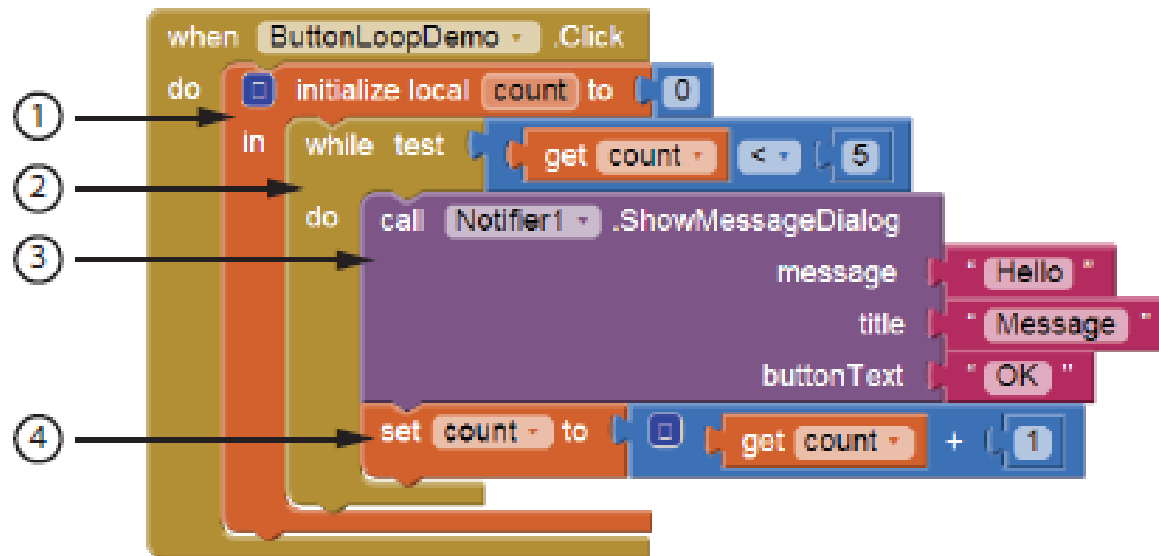 when ButtonLoopDemo .Click
do initialize local count to 0
1
in while test get count < 5
2
do call Notifier1 .ShowMessageDialog
3
message " Hello "
title " Message "
buttonText " OK "
4
set count to get count + 1